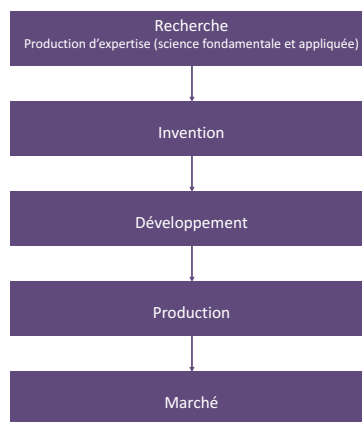 Recherche
Production d’expertise (science fondamentale et appliquée)
Invention
Développement
Production
Marché